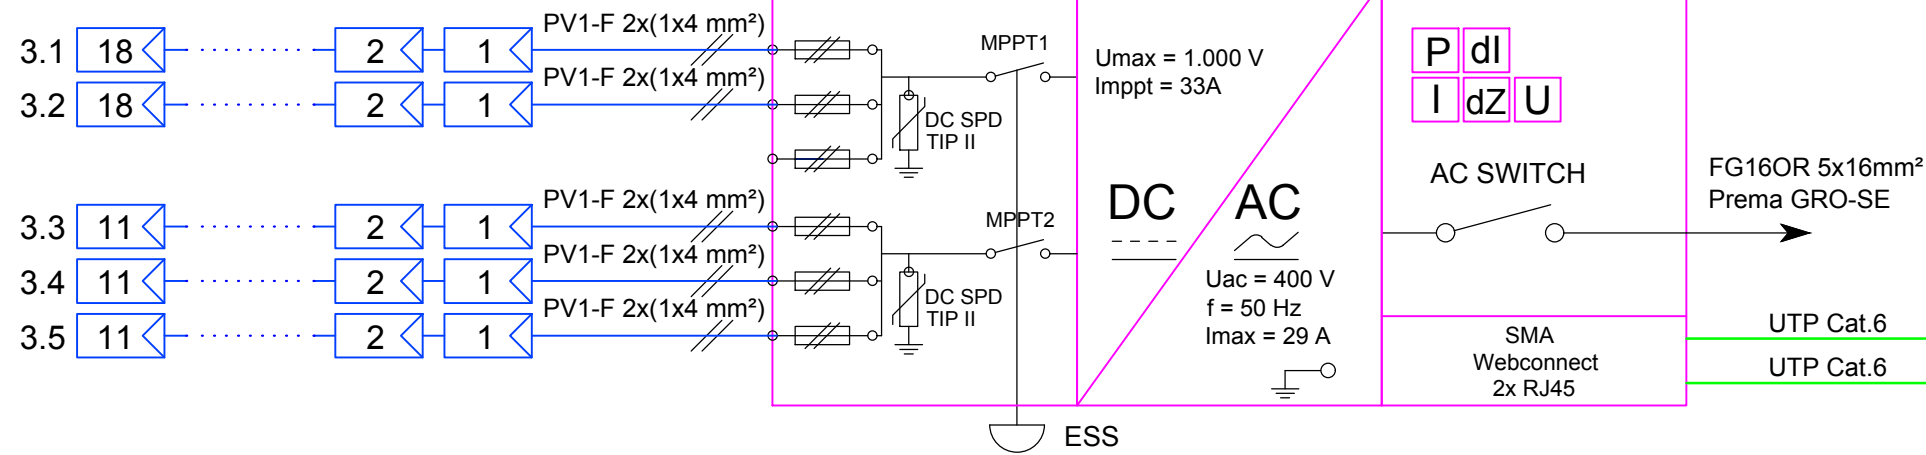 3.1 18 2 1 PV1-F 2x(1x4 mm²)
3.2 18 2 1 PV1-F 2x(1x4 mm²)
3.3 11 2 1 PV1-F 2x(1x4 mm²)
3.4 11 2 1 PV1-F 2x(1x4 mm²)
3.5 11 2 1 PV1-F 2x(1x4 mm²)
MPPT1
DC SPD
TIP II
MPPT2
DC SPD
TIP II
ESS
Umax = 1.000 V
Imppt = 33A
DC
AC
Uac = 400 V
f = 50 Hz
Imax = 29 A
P dI
I dZ U
AC SWITCH
SMA
Webconnect
2x RJ45
FG16OR 5x16mm²
Prema GRO-SE
UTP Cat.6
UTP Cat.6